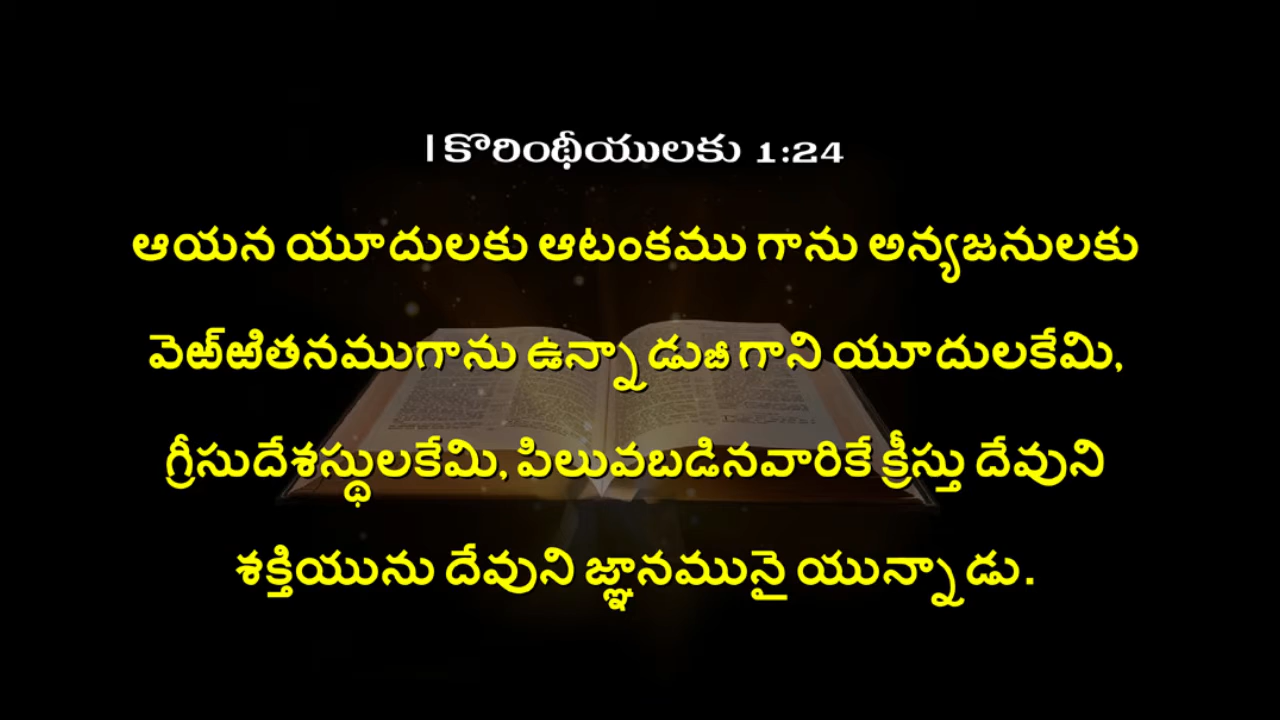 I కొరింథీయులకు 1:24
ఆయన యూదులకు ఆటంకము గాను అన్యజనులకు
వెఱ్ఱితనముగాను ఉన్నాడుజీ గాని యూదులకేమి,
గ్రీసుదేశస్థులకేమి, పిలువబడినవారికే క్రీస్తు దేవుని
శక్తియును దేవుని జ్ఞానమునై యున్నాడు.